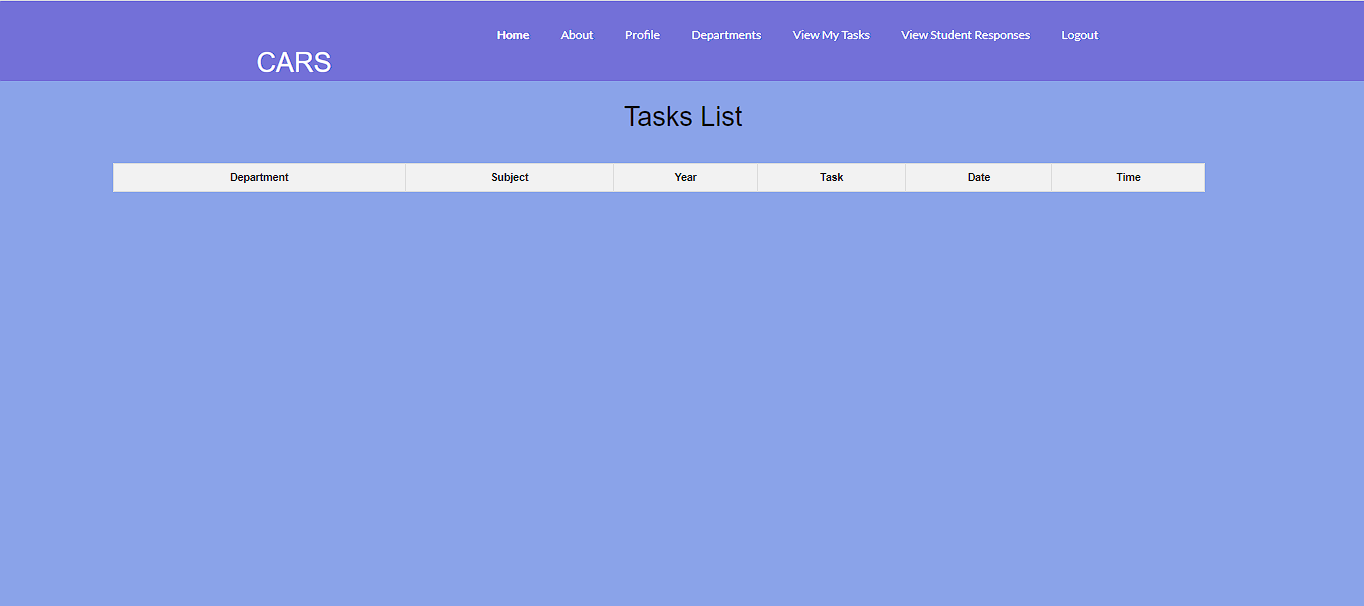 Home About Profile Departments View My Tasks View Student Responses Logout
CARS
Tasks List
Department Subject Year Task Date Time